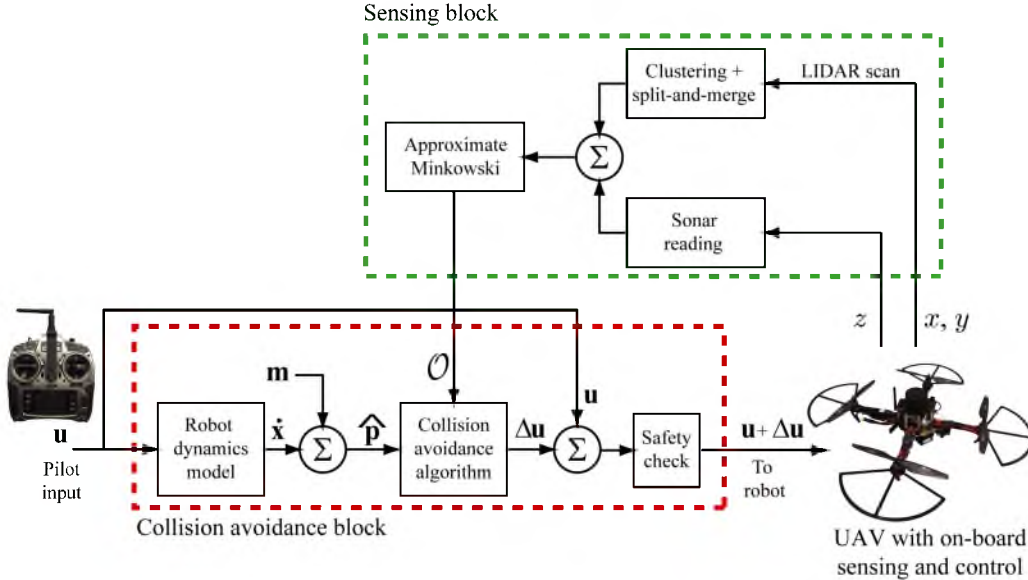 Sensing block
Clustering +
split-and-merge
LIDAR scan
Approximate
Minkowski
Σ
Sonar
reading
z
x, y
m
𝒪
u
u
Pilot
input
Robot
dynamics
model
ẋ
Σ
p̂
Collision
avoidance
algorithm
Δu
Σ
Safety
check
u + Δu
To
robot
Collision avoidance block
UAV with on-board
sensing and control